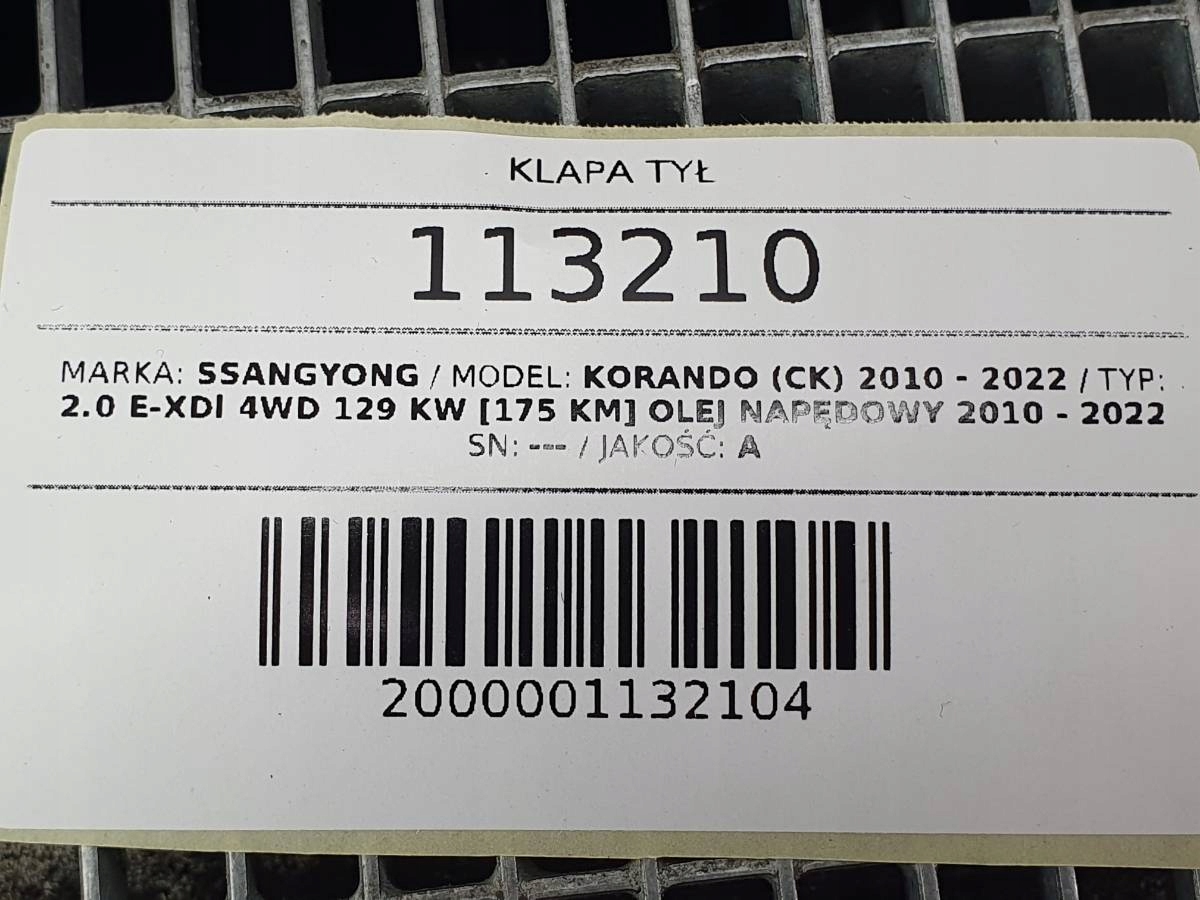 KLAPA TYŁ
113210
MARKA: SSANGYONG / MODEL: KORANDO (CK) 2010 - 2022 / TYP:
2.0 E-XDI 4WD 129 KW [175 KM] OLEJ NAPĘDOWY 2010 - 2022
SN: --- / JAKOŚĆ: A
2000001132104